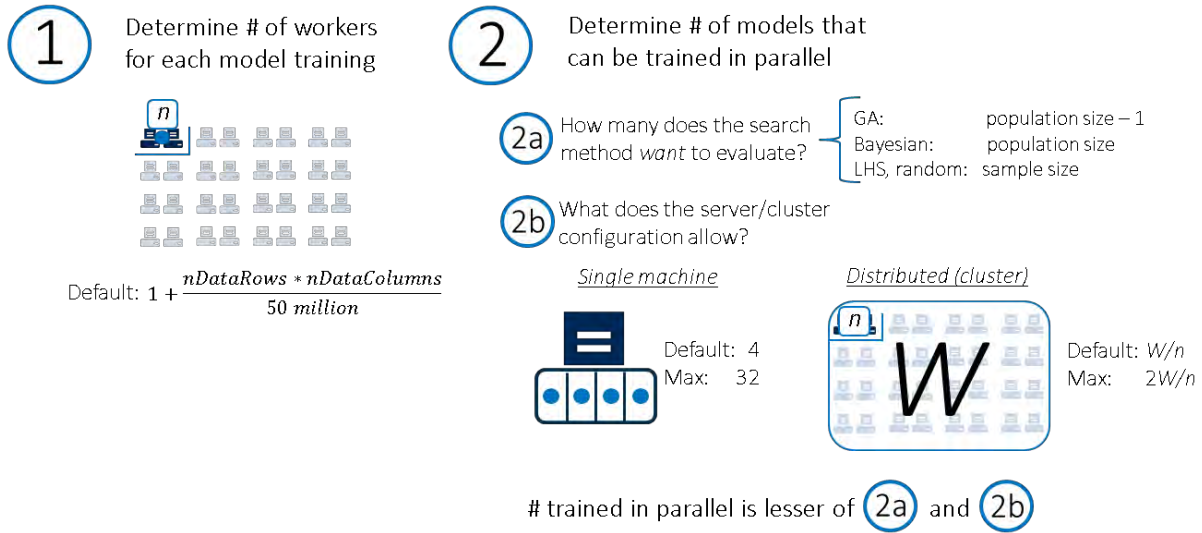 1
Determine # of workers
for each model training
n
Default: 1 + nDataRows ∗ nDataColumns / 50 million
2
Determine # of models that
can be trained in parallel
2a
How many does the search
method want to evaluate?
GA: population size – 1
Bayesian: population size
LHS, random: sample size
2b
What does the server/cluster
configuration allow?
Single machine
Default: 4
Max: 32
Distributed (cluster)
n
W
Default: W/n
Max: 2W/n
# trained in parallel is lesser of 2a and 2b